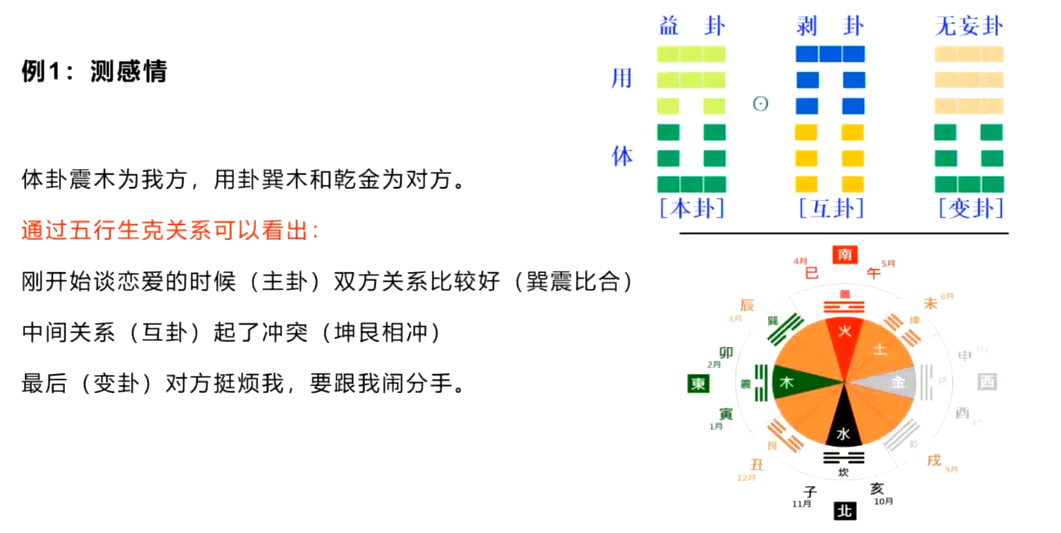 例1：测感情
体卦震木为我方，用卦巽木和乾金为对方。
通过五行生克关系可以看出：
刚开始谈恋爱的时候（主卦）双方关系比较好（巽震比合）
中间关系（互卦）起了冲突（坤艮相冲）
最后（变卦）对方挺烦我，要跟我闹分手。
益 卦 剥 卦 无妄卦
用
体
[本卦] [互卦] [变卦]
南
4月 巳 午 5月
辰 3月 離 未 6月
巽 火 坤
卯 2月 土 申
東 震 木 金 西
寅 1月 酉
艮 水 乾
丑 12月 坎 戌 9月
子 11月 亥 10月
北